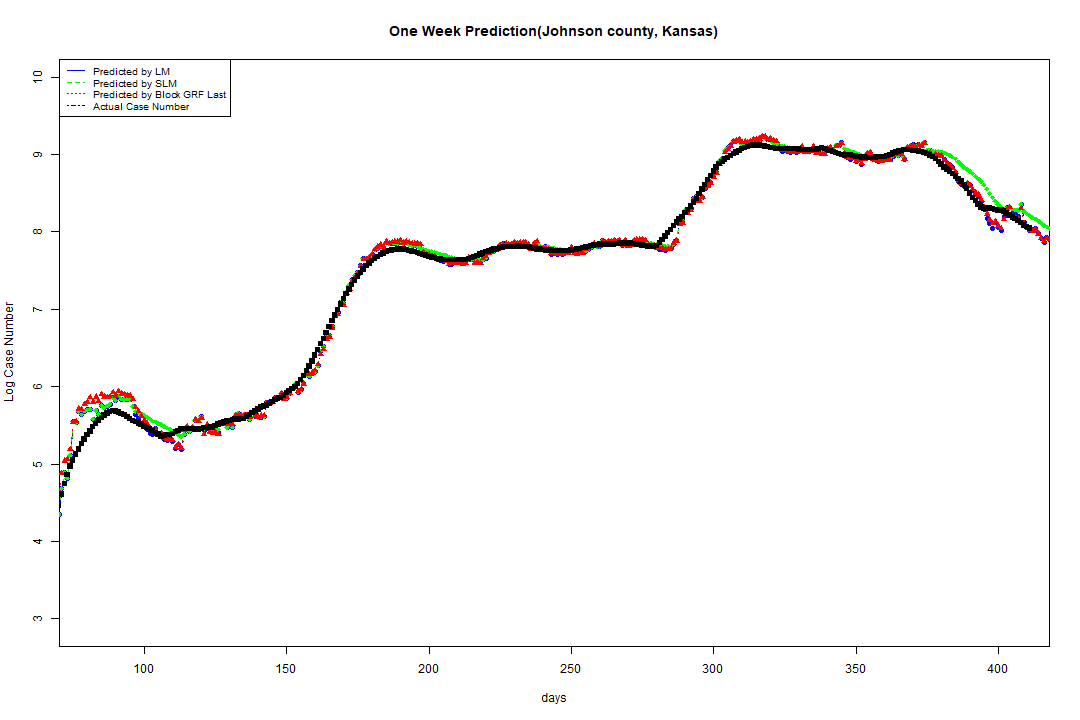 One Week Prediction(Johnson county, Kansas)
Predicted by LM
Predicted by SLM
Predicted by Block GRF Last
Actual Case Number
10
9
8
7
6
5
4
3
Log Case Number
100 150 200 250 300 350 400
days